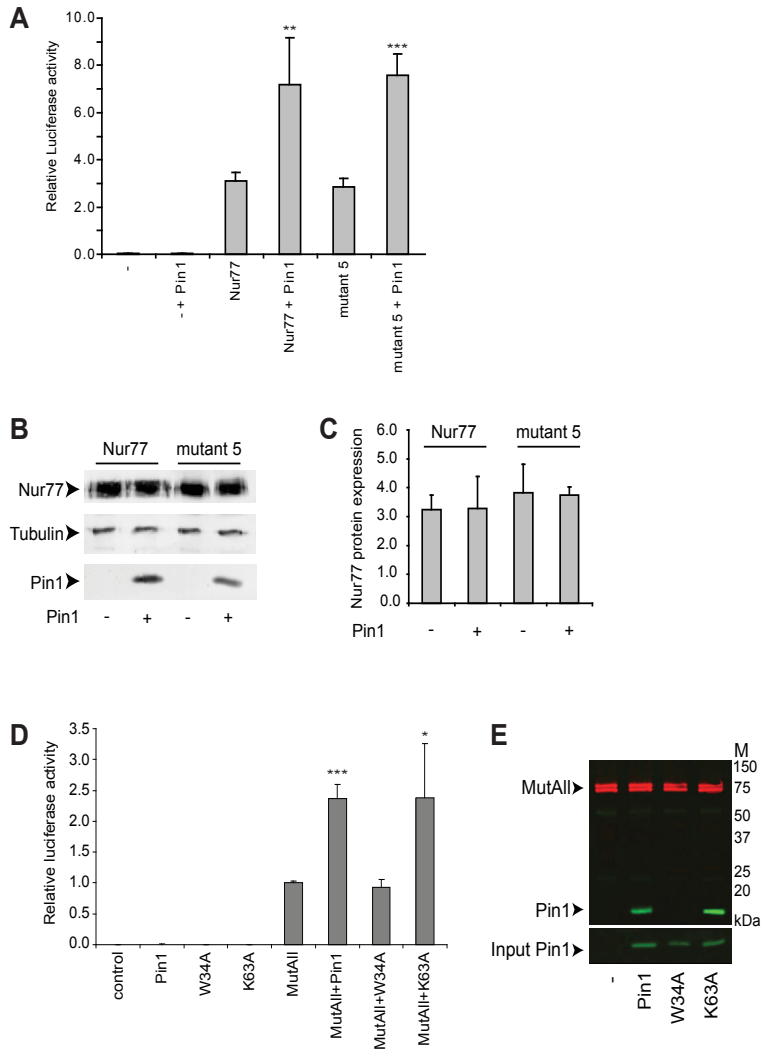 A
10.0
8.0
6.0
4.0
2.0
0.0
Relative Luciferase activity
**
***
-
- + Pin1
Nur77
Nur77 + Pin1
mutant 5
mutant 5 + Pin1
B
Nur77 mutant 5
Nur77
Tubulin
Pin1
Pin1 - + - +
C
Nur77 mutant 5
6.0
5.0
4.0
3.0
2.0
1.0
0.0
Nur77 protein expression
Pin1 - + - +
D
3.5
3.0
2.5
2.0
1.5
1.0
0.5
0.0
Relative luciferase activity
***
*
control
Pin1
W34A
K63A
MutAll
MutAll+Pin1
MutAll+W34A
MutAll+K63A
E
M
MutAll
150
75
50
37
25
20
kDa
Pin1
Input Pin1
-
Pin1
W34A
K63A